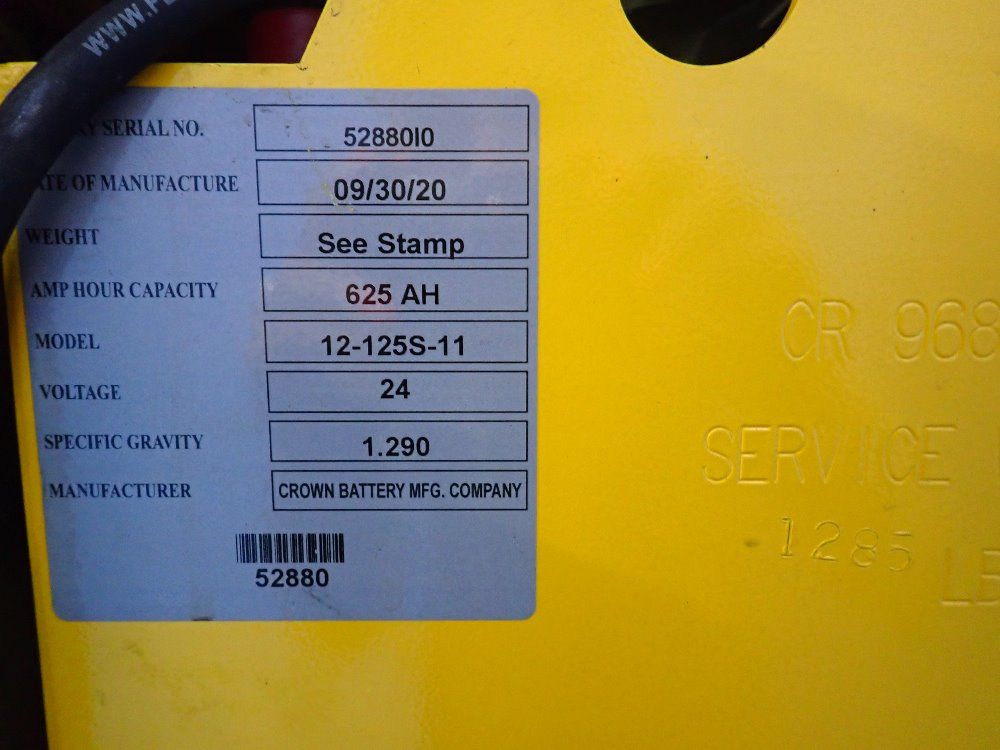 WWW.
SERIAL NO. 52880I0
OF MANUFACTURE 09/30/20
WEIGHT See Stamp
AMP HOUR CAPACITY 625 AH
MODEL 12-125S-11
VOLTAGE 24
SPECIFIC GRAVITY 1.290
MANUFACTURER CROWN BATTERY MFG. COMPANY
52880
CR 968
SERVICE
1285 LB